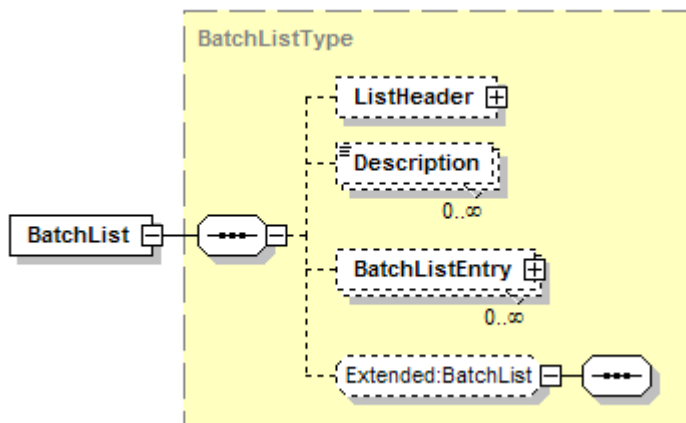 BatchListType
ListHeader
Description
0..∞
BatchList
BatchListEntry
0..∞
Extended:BatchList